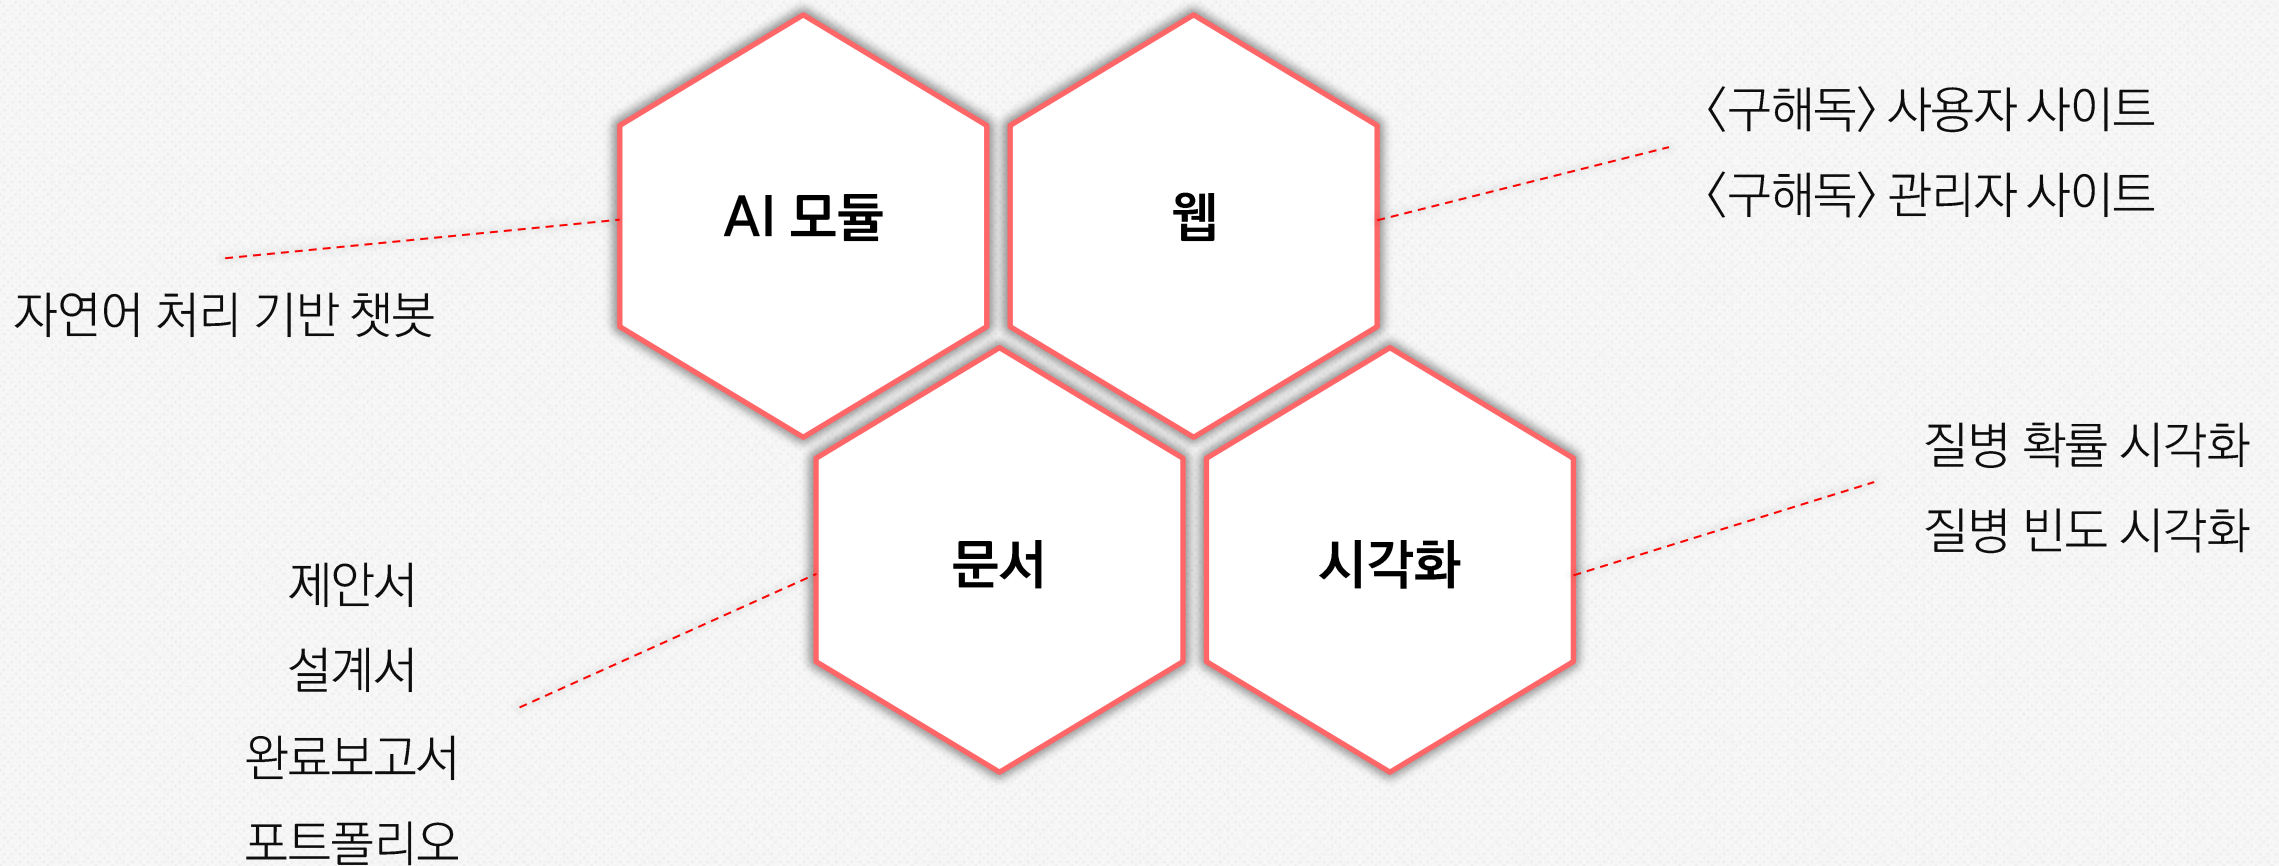 AI 모듈
자연어 처리 기반 챗봇
웹
〈구해독〉 사용자 사이트
〈구해독〉 관리자 사이트
문서
제안서
설계서
완료보고서
포트폴리오
시각화
질병 확률 시각화
질병 빈도 시각화